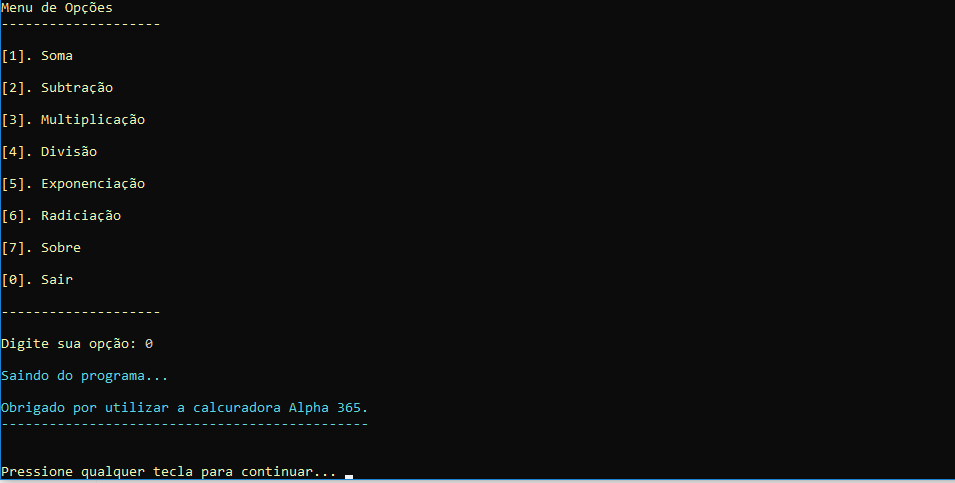 Menu de Opções
--------------------
[1]. Soma
[2]. Subtração
[3]. Multiplicação
[4]. Divisão
[5]. Exponenciação
[6]. Radiciação
[7]. Sobre
[0]. Sair
--------------------
Digite sua opção: 0
Saindo do programa...
Obrigado por utilizar a calcuradora Alpha 365.
----------------------------------------------
Pressione qualquer tecla para continuar...